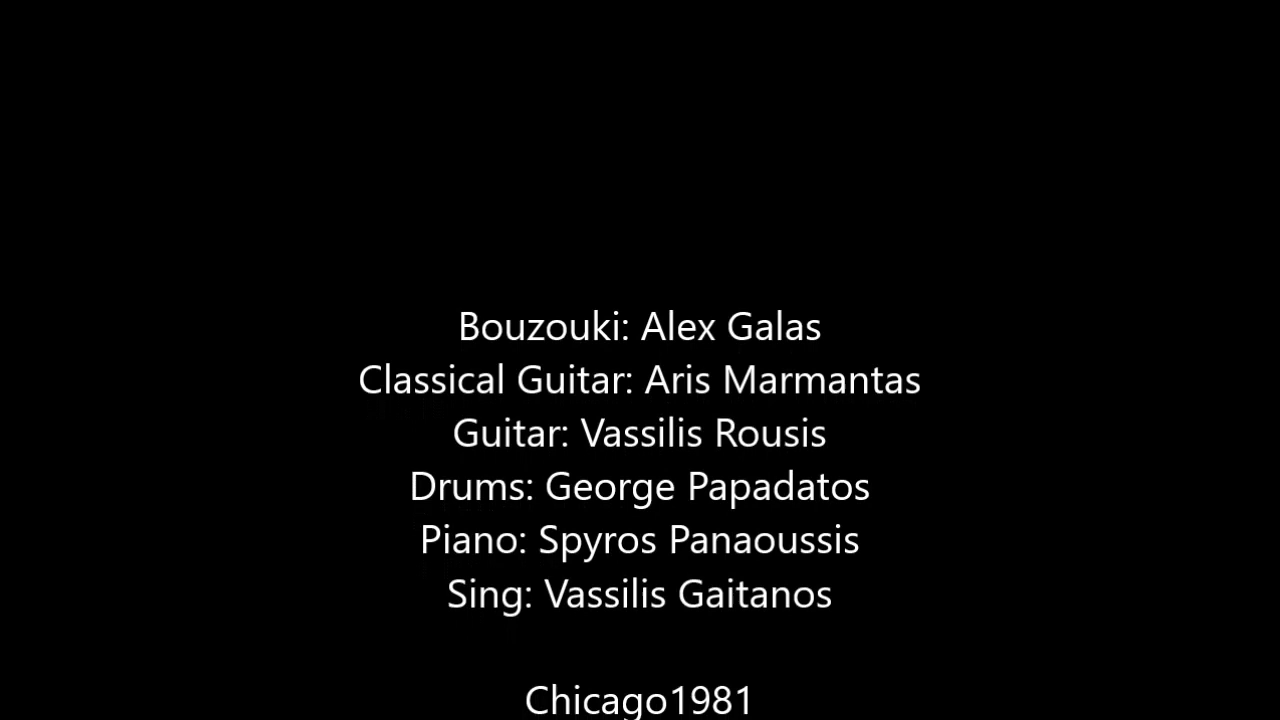 Bouzouki: Alex Galas
Classical Guitar: Aris Marmantas
Guitar: Vassilis Rousis
Drums: George Papadatos
Piano: Spyros Panaoussis
Sing: Vassilis Gaitanos
Chicago1981